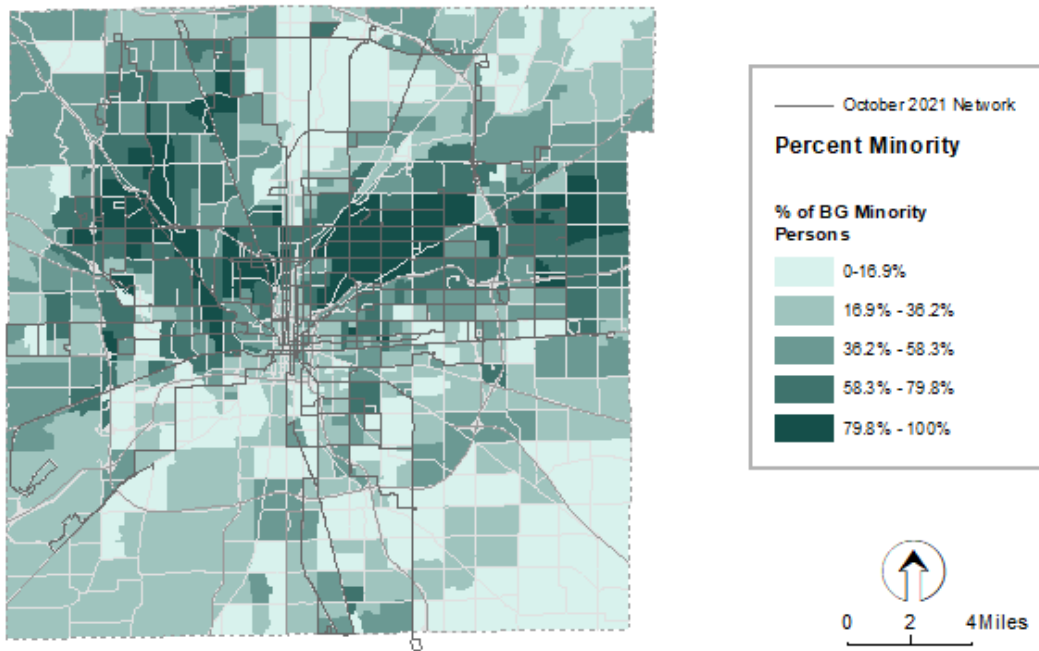 October 2021 Network
Percent Minority
% of BG Minority
Persons
0-16.9%
16.9% - 36.2%
36.2% - 58.3%
58.3% - 79.8%
79.8% - 100%
0 2 4 Miles